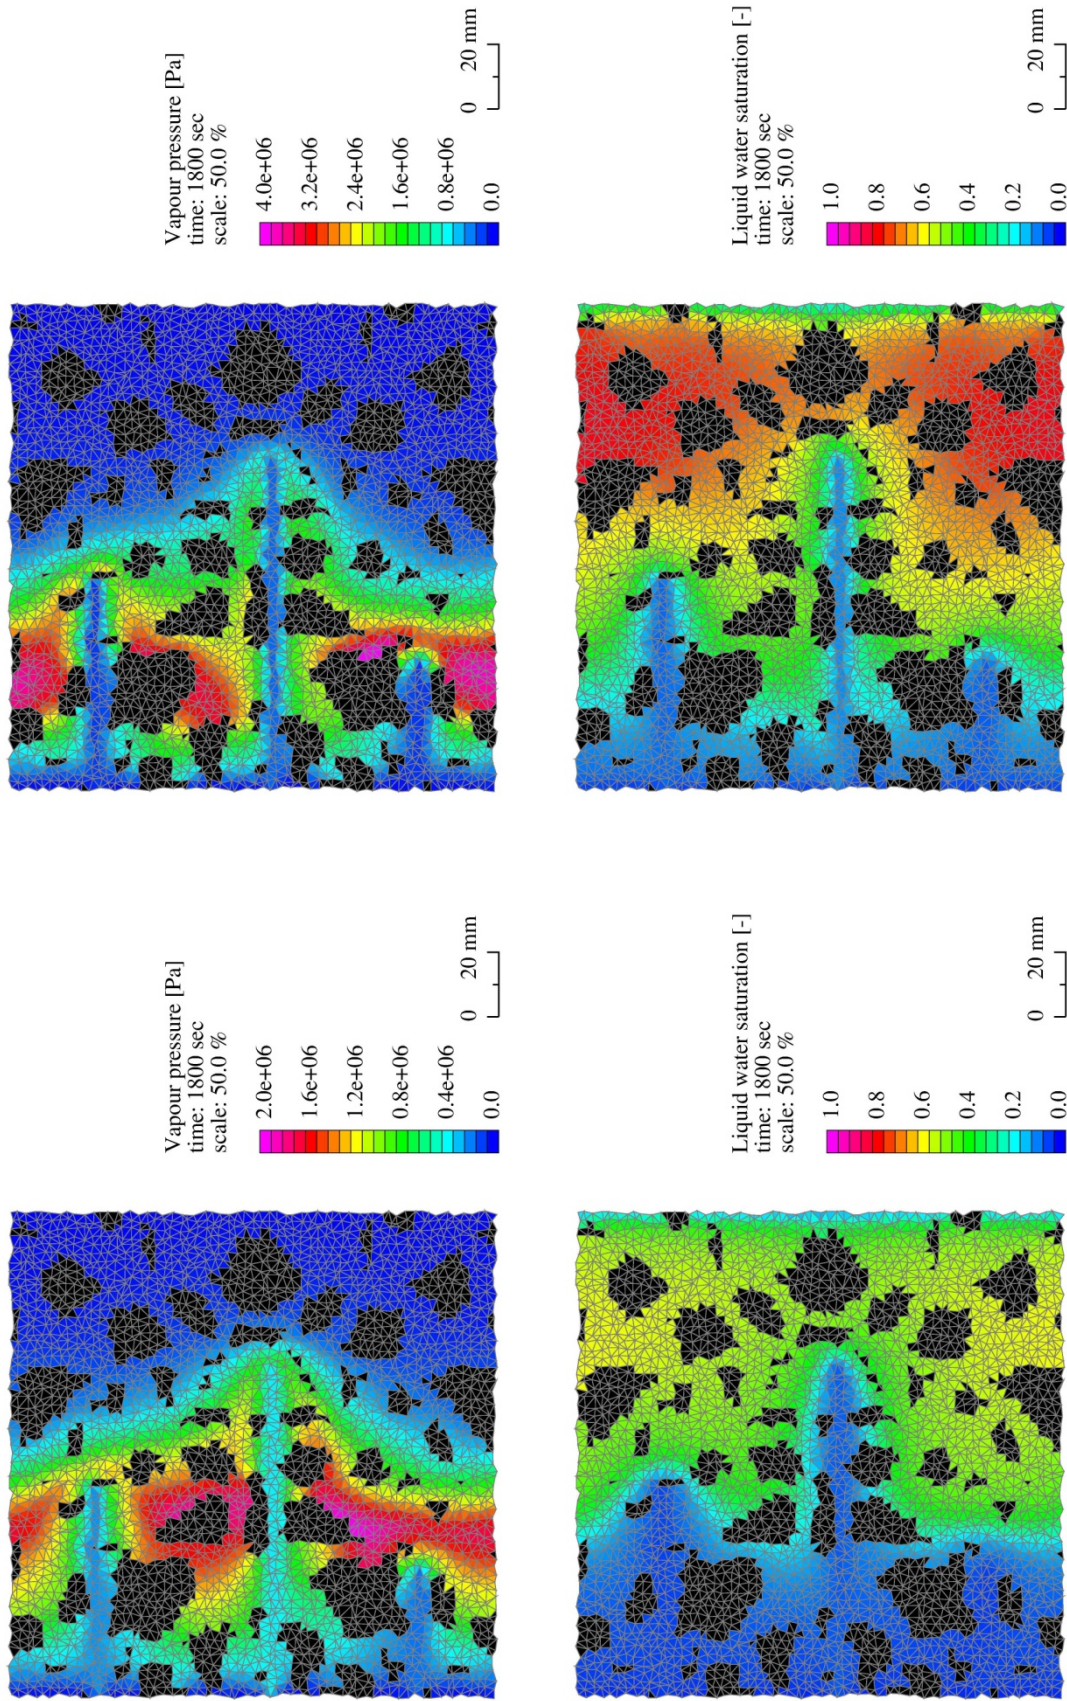 Vapour pressure [Pa]
time: 1800 sec
scale: 50.0 %
2.0e+06
1.6e+06
1.2e+06
0.8e+06
0.4e+06
0.0
0 20 mm
Liquid water saturation [-]
time: 1800 sec
scale: 50.0 %
1.0
0.8
0.6
0.4
0.2
0.0
0 20 mm
Vapour pressure [Pa]
time: 1800 sec
scale: 50.0 %
4.0e+06
3.2e+06
2.4e+06
1.6e+06
0.8e+06
0.0
0 20 mm
Liquid water saturation [-]
time: 1800 sec
scale: 50.0 %
1.0
0.8
0.6
0.4
0.2
0.0
0 20 mm